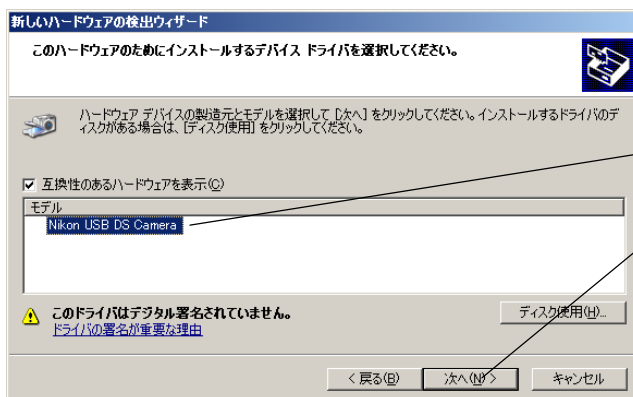 新しいハードウェアの検出ウィザード
このハードウェアのためにインストールするデバイス ドライバを選択してください。
ハードウェア デバイスの製造元とモデルを選択して [次へ] をクリックしてください。インストールするドライバのデ
ィスクがある場合は、[ディスク使用] をクリックしてください。
互換性のあるハードウェアを表示(C)
モデル
Nikon USB DS Camera
このドライバはデジタル署名されていません。
ディスク使用(H)...
ドライバの署名が重要な理由
< 戻る(B)
次へ(N) >
キャンセル